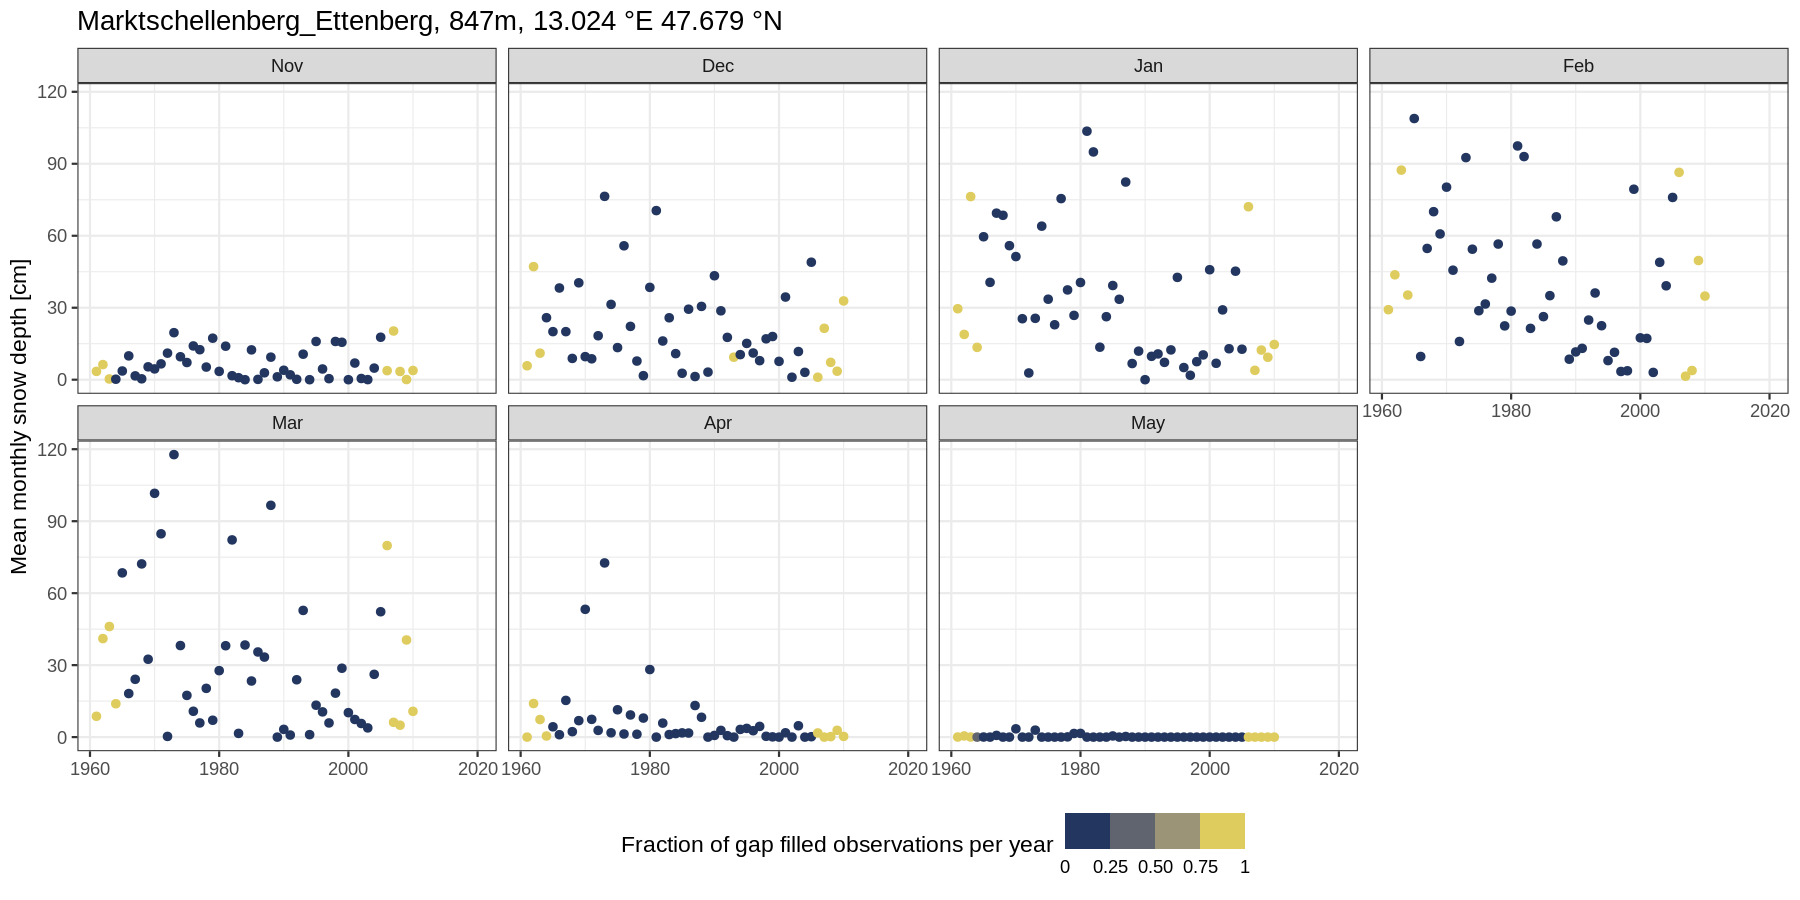 Marktschellenberg_Ettenberg, 847m, 13.024 °E 47.679 °N
Nov Dec Jan Feb
120
90
60
30
0
1960 1980 2000 2020
Mean monthly snow depth [cm]
Mar Apr May
120
90
60
30
0
1960 1980 2000 2020 1960 1980 2000 2020 1960 1980 2000 2020
Fraction of gap filled observations per year
0 0.25 0.50 0.75 1